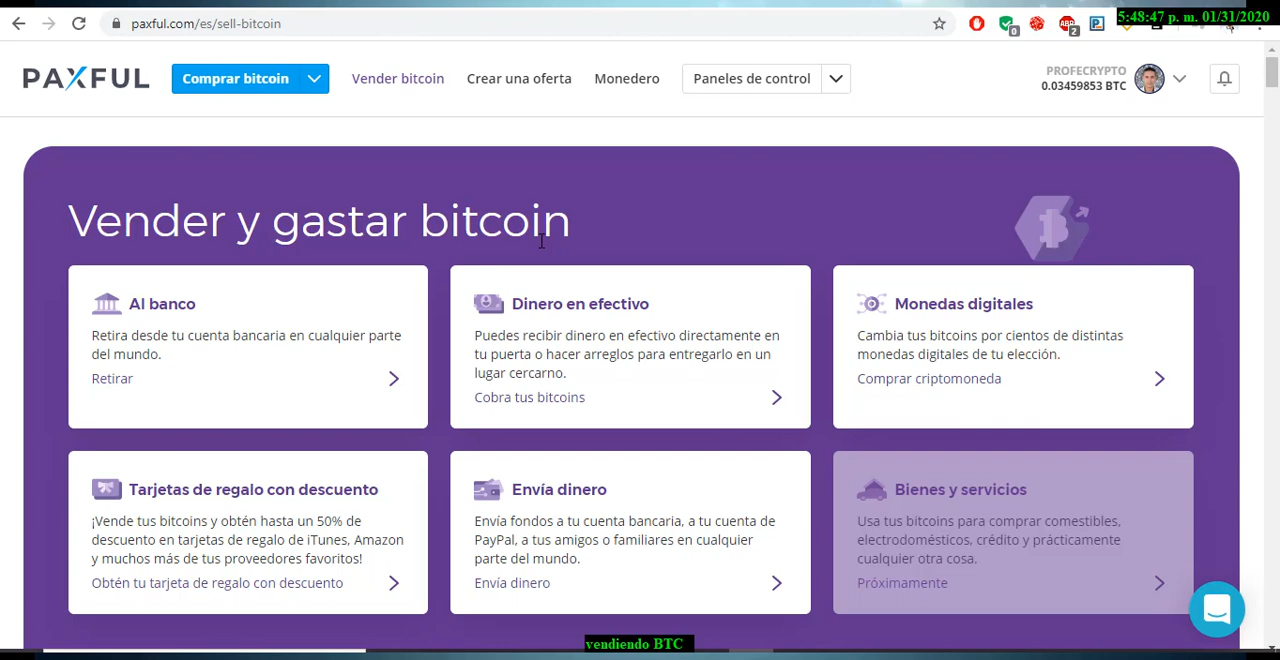 paxful.com/es/sell-bitcoin
5:48:47 p. m. 01/31/2020
PAXFUL
Comprar bitcoin
Vender bitcoin
Crear una oferta
Monedero
Paneles de control
PROFECRYPTO
0.03459853 BTC
Vender y gastar bitcoin
Al banco
Retira desde tu cuenta bancaria en cualquier parte
del mundo.
Retirar
Dinero en efectivo
Puedes recibir dinero en efectivo directamente en
tu puerta o hacer arreglos para entregarlo en un
lugar cercarno.
Cobra tus bitcoins
Monedas digitales
Cambia tus bitcoins por cientos de distintas
monedas digitales de tu elección.
Comprar criptomoneda
Tarjetas de regalo con descuento
¡Vende tus bitcoins y obtén hasta un 50% de
descuento en tarjetas de regalo de iTunes, Amazon
y muchos más de tus proveedores favoritos!
Obtén tu tarjeta de regalo con descuento
Envía dinero
Envía fondos a tu cuenta bancaria, a tu cuenta de
PayPal, a tus amigos o familiares en cualquier
parte del mundo.
Envía dinero
Bienes y servicios
Usa tus bitcoins para comprar comestibles,
electrodomésticos, crédito y prácticamente
cualquier otra cosa.
Próximamente
vendiendo BTC